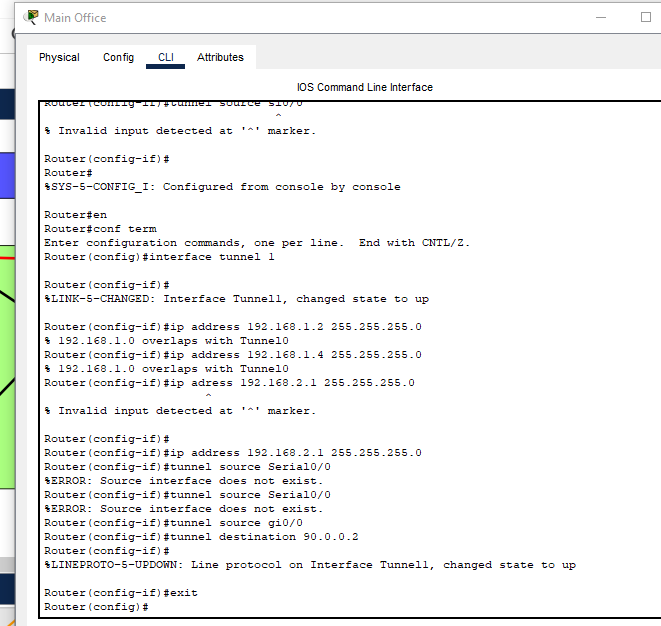 Main Office
Physical Config CLI Attributes
IOS Command Line Interface
Router(config-if)#tunnel source sl0/0
^
% Invalid input detected at '^' marker.
Router(config-if)#
Router#
%SYS-5-CONFIG_I: Configured from console by console
Router#en
Router#conf term
Enter configuration commands, one per line.  End with CNTL/Z.
Router(config)#interface tunnel 1
Router(config-if)#
%LINK-5-CHANGED: Interface Tunnel1, changed state to up
Router(config-if)#ip address 192.168.1.2 255.255.255.0
% 192.168.1.0 overlaps with Tunnel0
Router(config-if)#ip address 192.168.1.4 255.255.255.0
% 192.168.1.0 overlaps with Tunnel0
Router(config-if)#ip adress 192.168.2.1 255.255.255.0
^
% Invalid input detected at '^' marker.
Router(config-if)#
Router(config-if)#ip address 192.168.2.1 255.255.255.0
Router(config-if)#tunnel source Serial0/0
%ERROR: Source interface does not exist.
Router(config-if)#tunnel source Serial0/0
%ERROR: Source interface does not exist.
Router(config-if)#tunnel source gi0/0
Router(config-if)#tunnel destination 90.0.0.2
Router(config-if)#
%LINEPROTO-5-UPDOWN: Line protocol on Interface Tunnel1, changed state to up
Router(config-if)#exit
Router(config)#